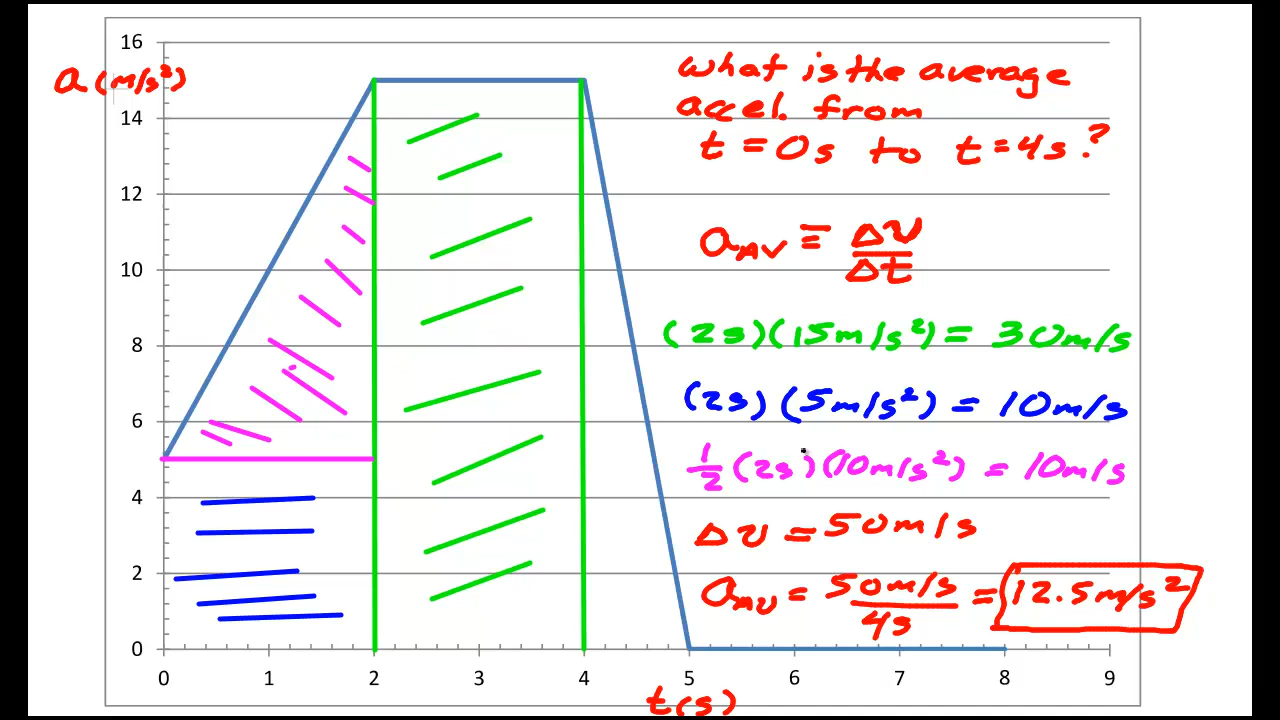 a (m/s²)
16
14
12
10
8
6
4
2
0
0 1 2 3 4 5 6 7 8 9
t(s)
what is the average
accel. from
t = 0s to t = 4s ?
a_AV = Δv/Δt
(2s)(15m/s²) = 30m/s
(2s)(5m/s²) = 10m/s
1/2 (2s)(10m/s²) = 10m/s
Δv = 50m/s
a_AV = 50m/s / 4s = 12.5m/s²